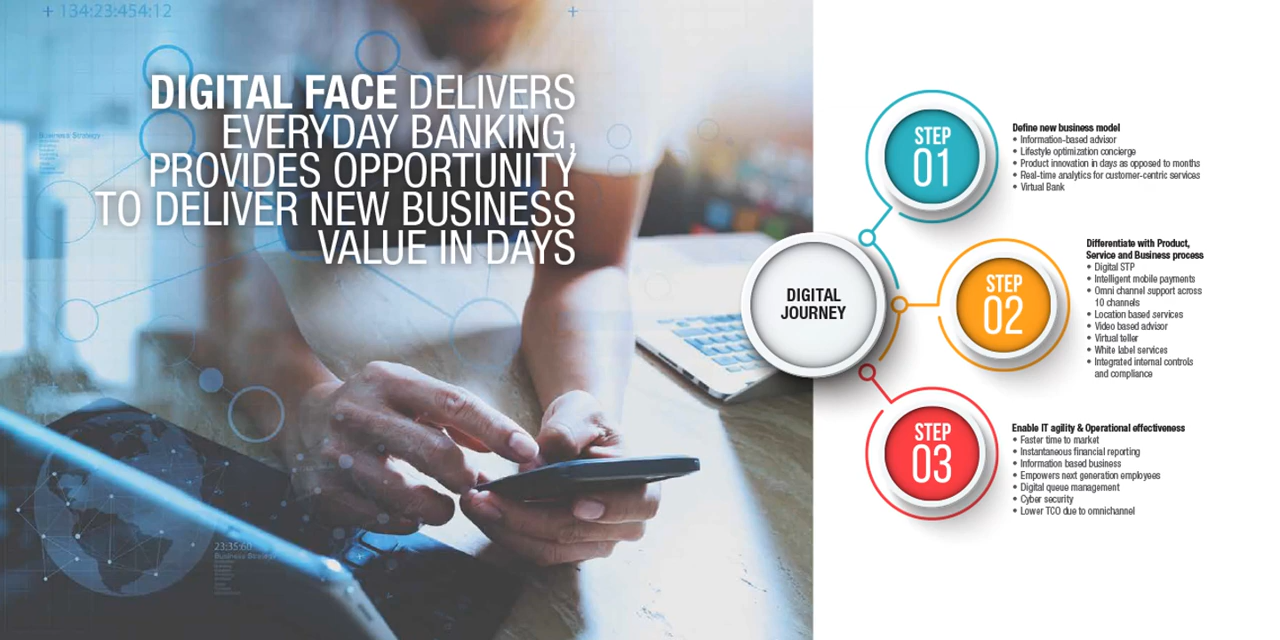 134:23:454:12
DIGITAL FACE DELIVERS
EVERYDAY BANKING,
PROVIDES OPPORTUNITY
TO DELIVER NEW BUSINESS
VALUE IN DAYS
Business Strategy
23:35:60
Business Strategy
DIGITAL
JOURNEY
STEP
01
Define new business model
• Information-based advisor
• Lifestyle optimization concierge
• Product innovation in days as opposed to months
• Real-time analytics for customer-centric services
• Virtual Bank
STEP
02
Differentiate with Product,
Service and Business process
• Digital STP
• Intelligent mobile payments
• Omni channel support across
10 channels
• Location based services
• Video based advisor
• Virtual teller
• White label services
• Integrated internal controls
and compliance
STEP
03
Enable IT agility & Operational effectiveness
• Faster time to market
• Instantaneous financial reporting
• Information based business
• Empowers next generation employees
• Digital queue management
• Cyber security
• Lower TCO due to omnichannel